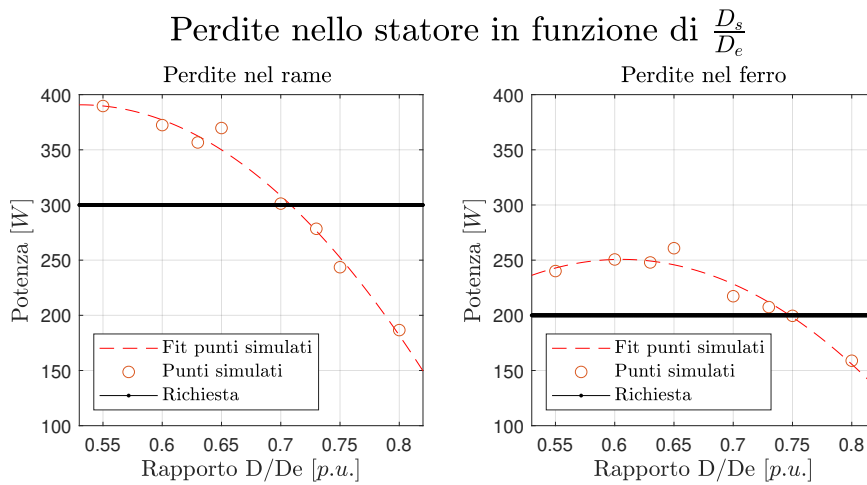 Perdite nello statore in funzione di D_s/D_e
Perdite nel rame
400
350
300
250
200
150
100
Potenza [W]
0.55 0.6 0.65 0.7 0.75 0.8
Rapporto D/De [p.u.]
Fit punti simulati
Punti simulati
Richiesta
Perdite nel ferro
400
350
300
250
200
150
100
Potenza [W]
0.55 0.6 0.65 0.7 0.75 0.8
Rapporto D/De [p.u.]
Fit punti simulati
Punti simulati
Richiesta